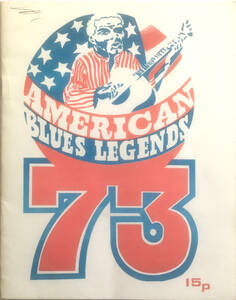 AMERICAN
BLUES LEGENDS
73
15p